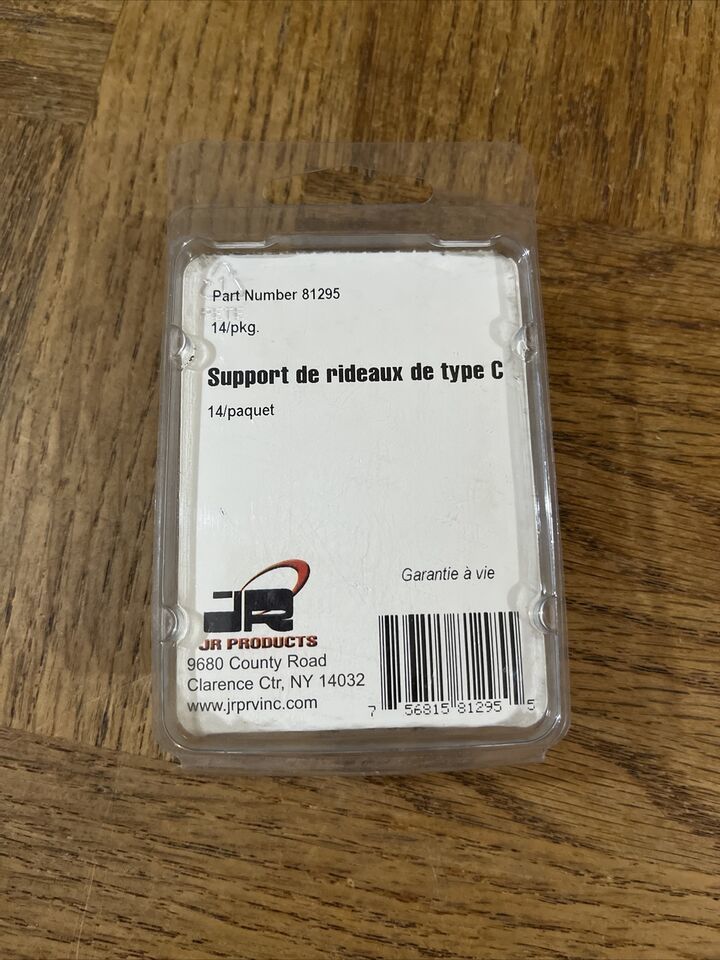 Part Number 81295
14/pkg.
Support de rideaux de type C
14/paquet
Garantie à vie
JR
JR PRODUCTS
9680 County Road
Clarence Ctr, NY 14032
www.jrprvinc.com
7 56815 81295 5